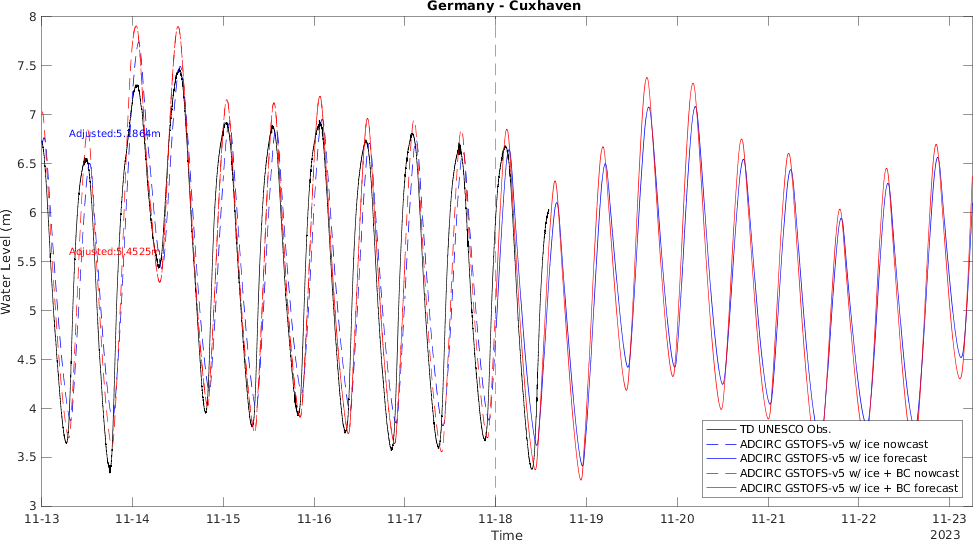 Germany - Cuxhaven
8
7.5
7
6.5
6
5.5
5
4.5
4
3.5
3
Water Level (m)
Adjusted:5.1864m
Adjusted:5.4525m
TD UNESCO Obs.
ADCIRC GSTOFS-v5 w/ ice nowcast
ADCIRC GSTOFS-v5 w/ ice forecast
ADCIRC GSTOFS-v5 w/ ice + BC nowcast
ADCIRC GSTOFS-v5 w/ ice + BC forecast
11-13 11-14 11-15 11-16 11-17 11-18 11-19 11-20 11-21 11-22 11-23
Time 2023